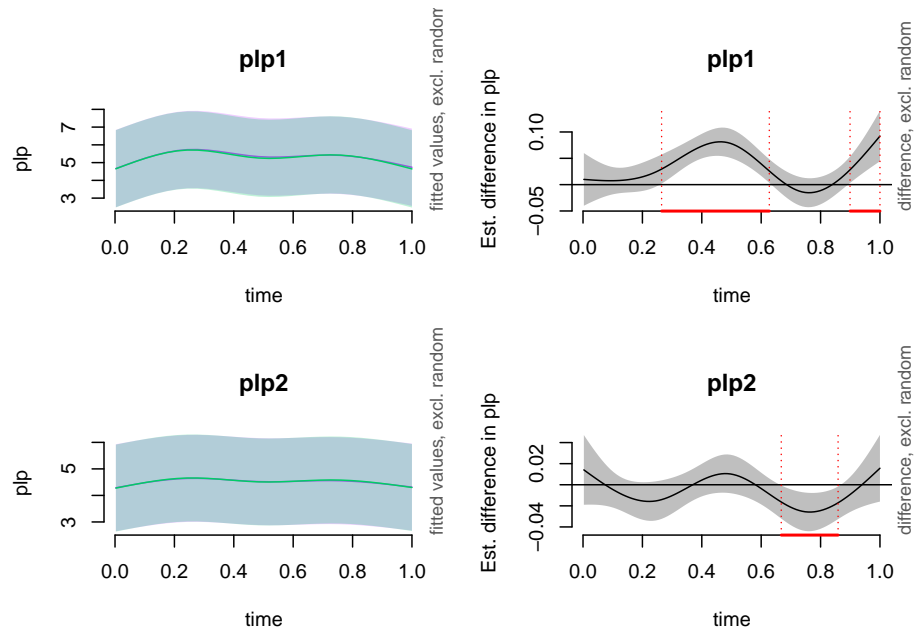 plp1
plp
7
5
3
0.0 0.2 0.4 0.6 0.8 1.0
time
fitted values, excl. random
plp1
Est. difference in plp
0.10
−0.05
0.0 0.2 0.4 0.6 0.8 1.0
time
difference, excl. random
plp2
plp
5
3
0.0 0.2 0.4 0.6 0.8 1.0
time
fitted values, excl. random
plp2
Est. difference in plp
0.02
−0.04
0.0 0.2 0.4 0.6 0.8 1.0
time
difference, excl. random